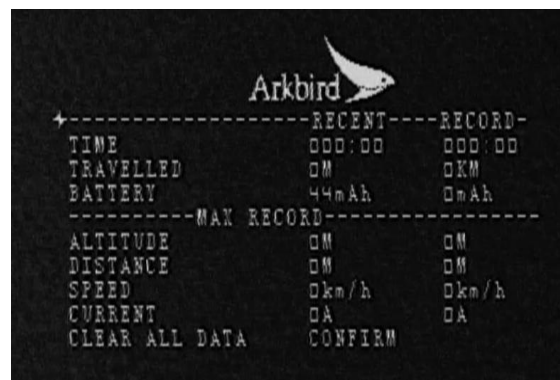 Arkbird
--------------------RECENT----RECORD-
TIME 000:00 000:00
TRAVELLED 0M 0KM
BATTERY 44mAh 0mAh
----------MAX RECORD-----------------
ALTITUDE 0M 0M
DISTANCE 0M 0M
SPEED 0km/h 0km/h
CURRENT 0A 0A
CLEAR ALL DATA CONFIRM